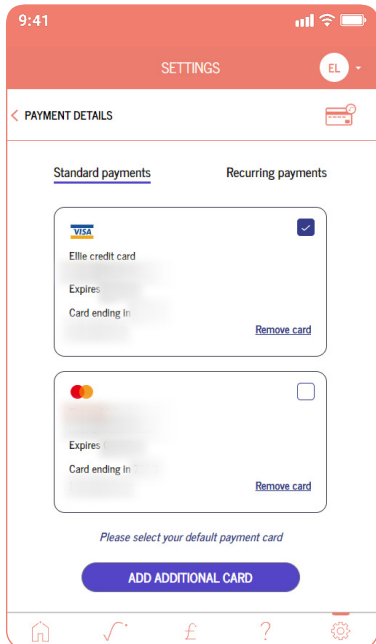 9:41
SETTINGS
EL
PAYMENT DETAILS
Standard payments
Recurring payments
VISA
Ellie credit card
Expires
Card ending in
Remove card
Expires
Card ending in
Remove card
Please select your default payment card
ADD ADDITIONAL CARD
£
?